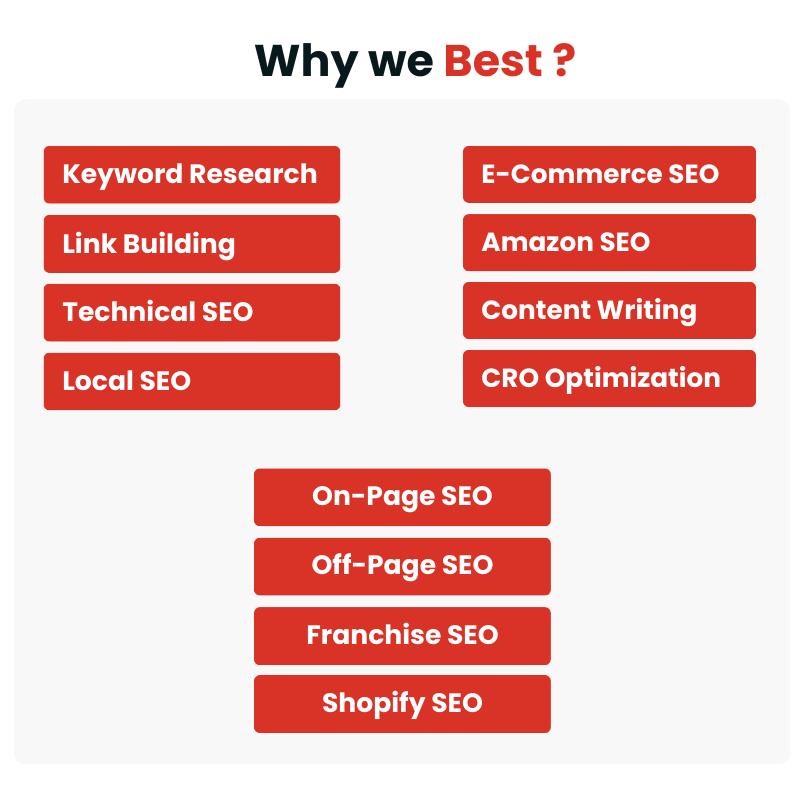 Why we Best ?
Keyword Research
Link Building
Technical SEO
Local SEO
E-Commerce SEO
Amazon SEO
Content Writing
CRO Optimization
On-Page SEO
Off-Page SEO
Franchise SEO
Shopify SEO